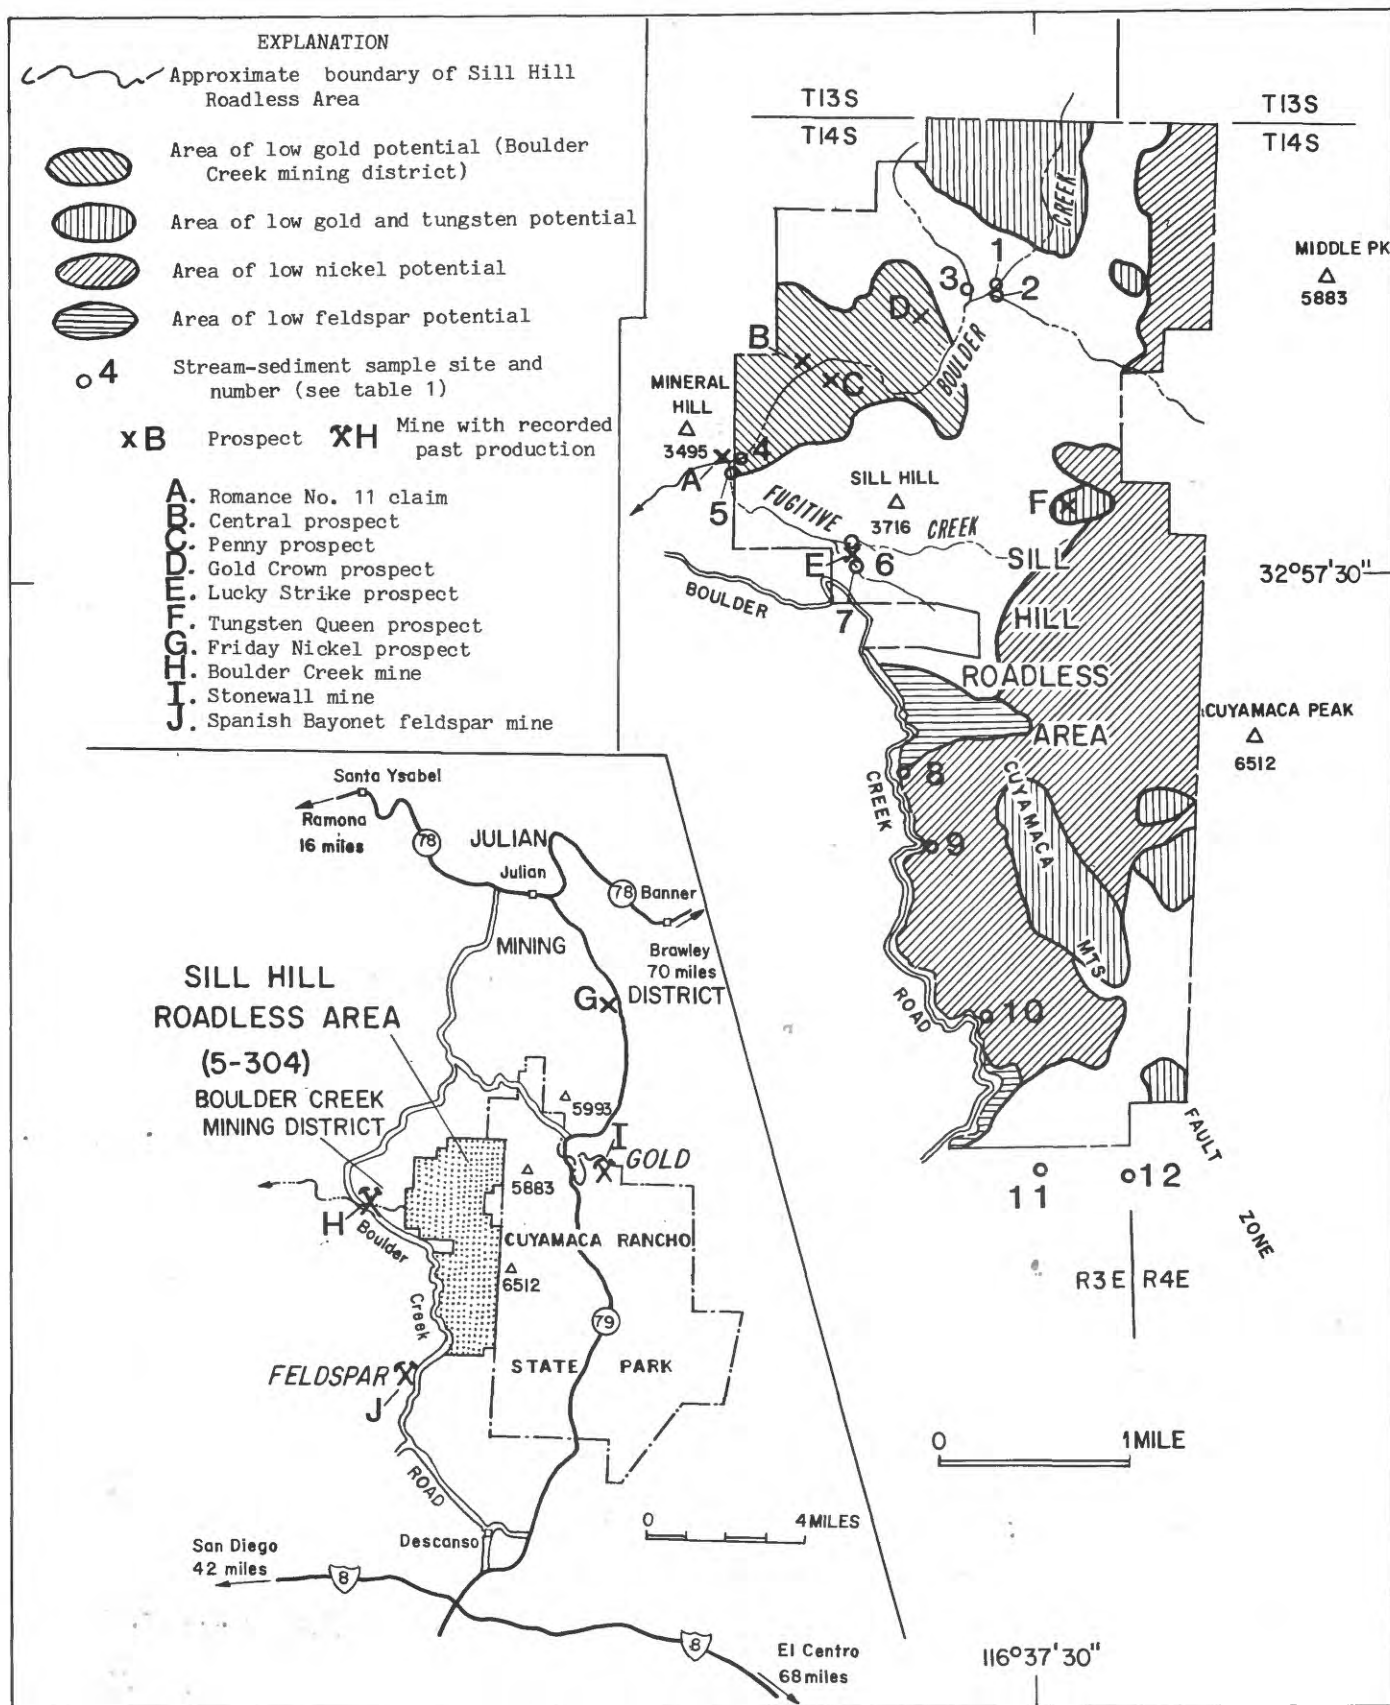 EXPLANATION
Approximate boundary of Sill Hill
Roadless Area
Area of low gold potential (Boulder
Creek mining district)
Area of low gold and tungsten potential
Area of low nickel potential
Area of low feldspar potential
4 Stream-sediment sample site and
number (see table 1)
B Prospect
H Mine with recorded
past production
A. Romance No. 11 claim
B. Central prospect
C. Penny prospect
D. Gold Crown prospect
E. Lucky Strike prospect
F. Tungsten Queen prospect
G. Friday Nickel prospect
H. Boulder Creek mine
I. Stonewall mine
J. Spanish Bayonet feldspar mine
T13S
T14S
T13S
T14S
CREEK
MIDDLE PK
5883
1
2
3
D
BOULDER
B
C
MINERAL
HILL
3495
4
A
5
SILL HILL
3716
FUGITIVE
CREEK
F
E
6
7
BOULDER
32°57'30"
SILL
HILL
ROADLESS
AREA
CUYAMACA PEAK
6512
CREEK
8
CUYAMACA
9
MTS
10
ROAD
FAULT
ZONE
11
12
R3E
R4E
0
1 MILE
116°37'30"
Santa Ysabel
Ramona
16 miles
78
JULIAN
Julian
78
Banner
Brawley
70 miles
MINING
DISTRICT
G
SILL HILL
ROADLESS AREA
(5-304)
BOULDER CREEK
MINING DISTRICT
5993
I
GOLD
5883
H
Boulder
CUYAMACA RANCHO
6512
Creek
79
FELDSPAR
STATE PARK
J
ROAD
0
4 MILES
Descanso
San Diego
42 miles
8
8
El Centro
68 miles